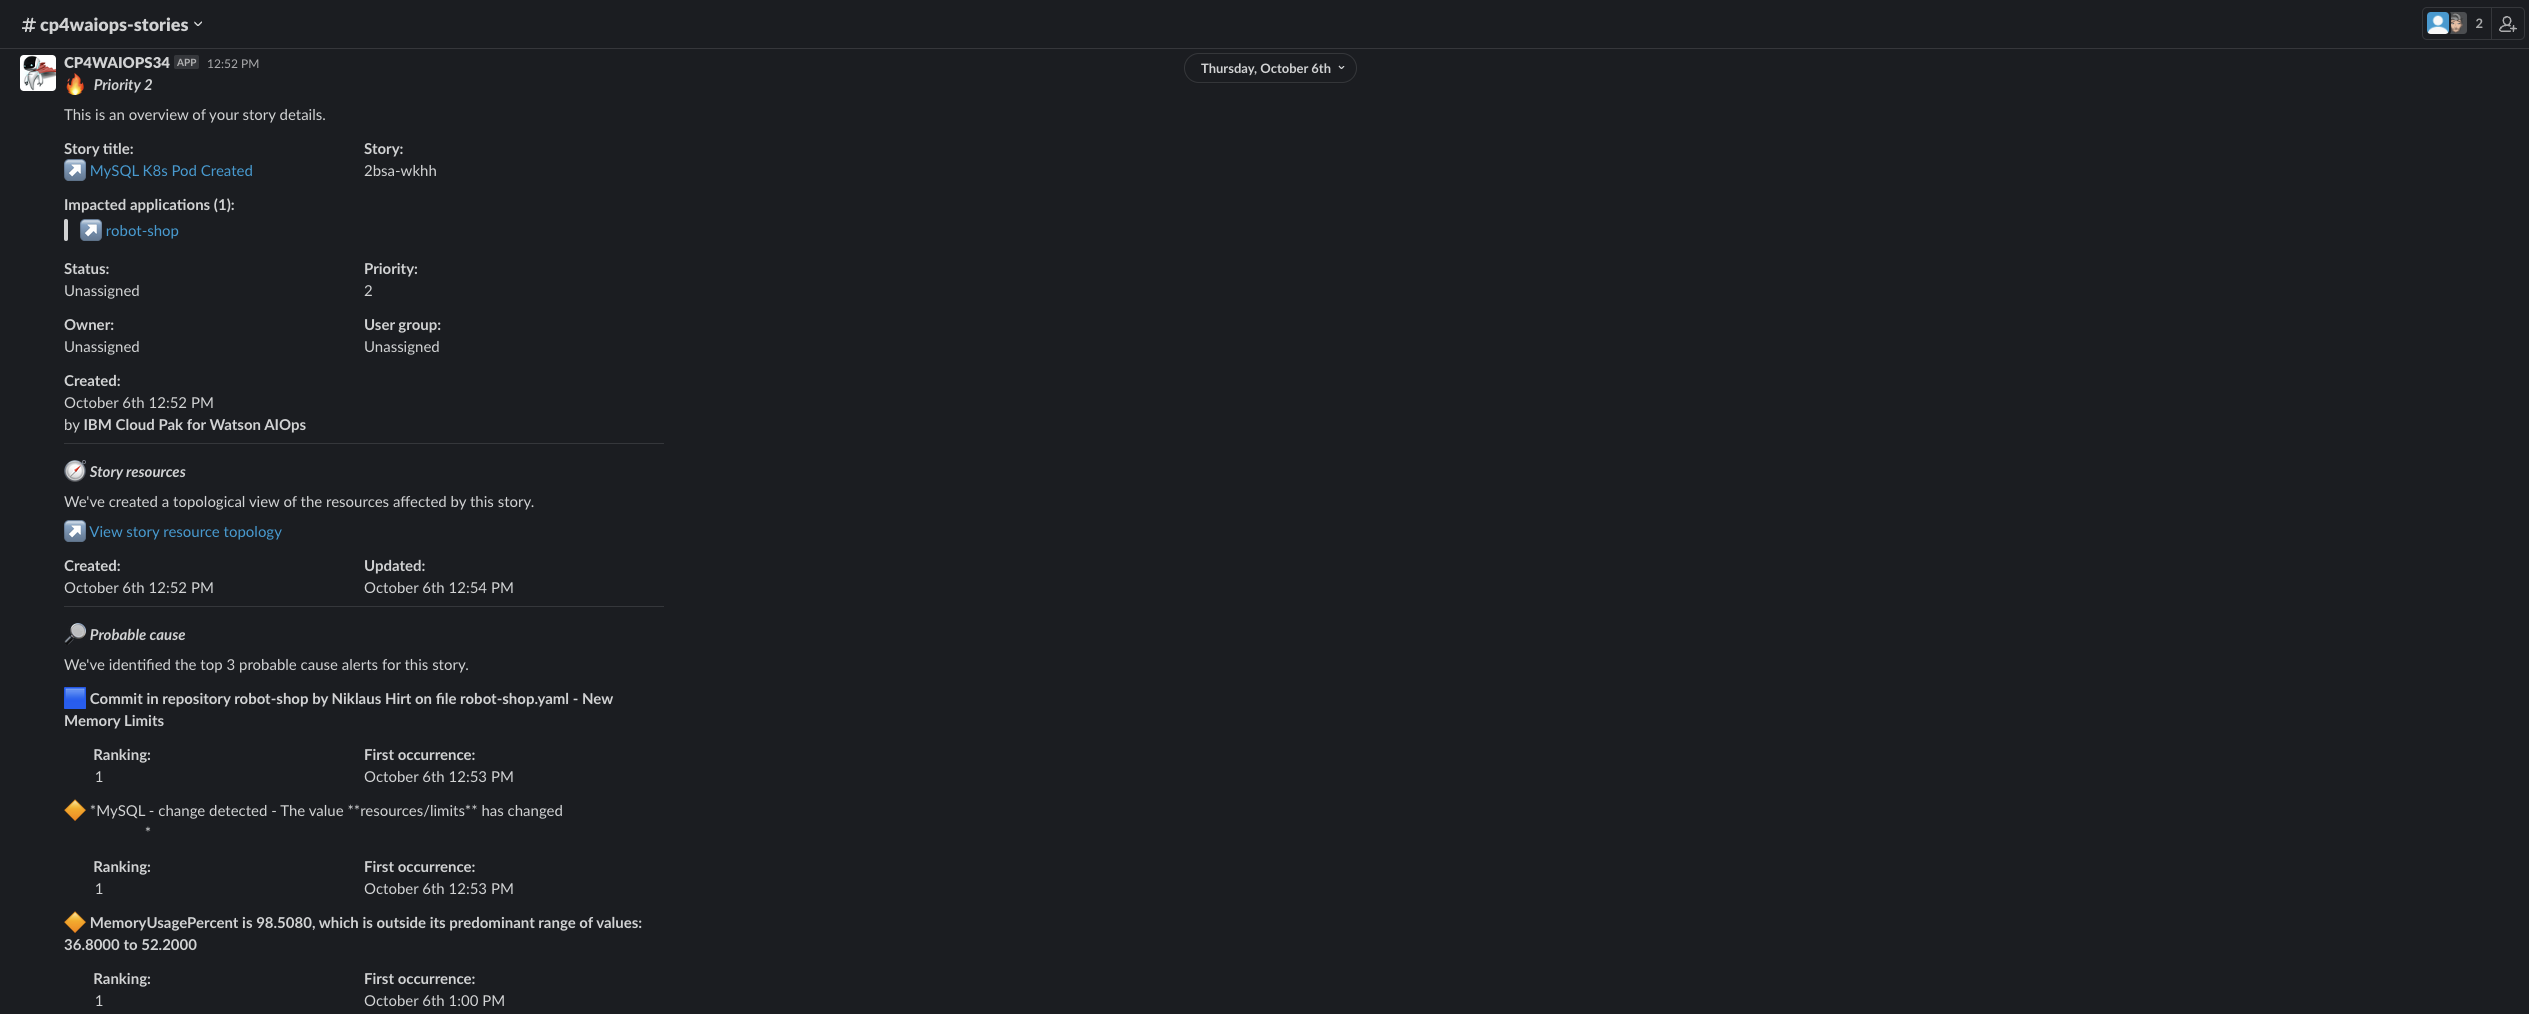 # cp4waiops-stories
2
CP4WAIOPS34 APP 12:52 PM
Thursday, October 6th
Priority 2
This is an overview of your story details.
Story title: Story:
MySQL K8s Pod Created 2bsa-wkhh
Impacted applications (1):
robot-shop
Status: Priority:
Unassigned 2
Owner: User group:
Unassigned Unassigned
Created:
October 6th 12:52 PM
by IBM Cloud Pak for Watson AIOps
Story resources
We've created a topological view of the resources affected by this story.
View story resource topology
Created: Updated:
October 6th 12:52 PM October 6th 12:54 PM
Probable cause
We've identified the top 3 probable cause alerts for this story.
Commit in repository robot-shop by Niklaus Hirt on file robot-shop.yaml - New
Memory Limits
Ranking: First occurrence:
1 October 6th 12:53 PM
*MySQL - change detected - The value **resources/limits** has changed
*
Ranking: First occurrence:
1 October 6th 12:53 PM
MemoryUsagePercent is 98.5080, which is outside its predominant range of values:
36.8000 to 52.2000
Ranking: First occurrence:
1 October 6th 1:00 PM